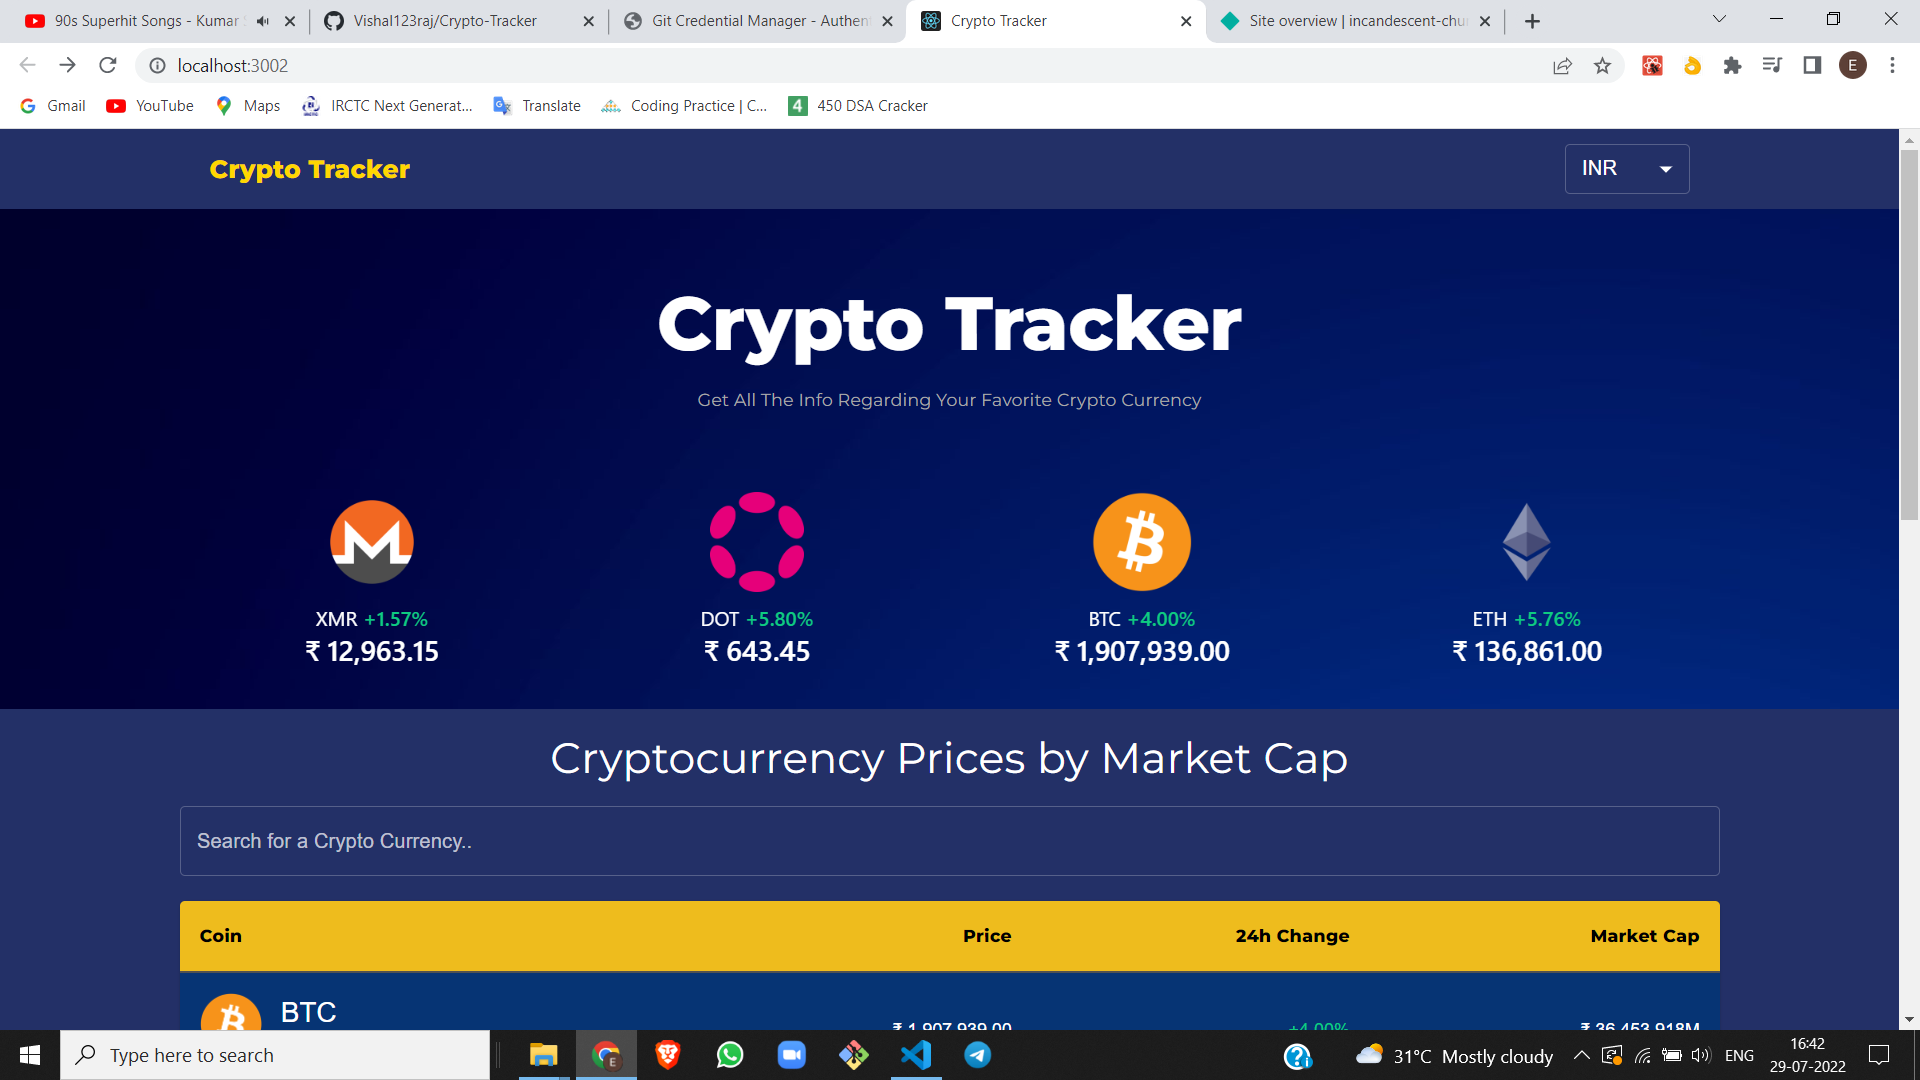 90s Superhit Songs - Kumar
Vishal123raj/Crypto-Tracker
Git Credential Manager - Authen
Crypto Tracker
Site overview | incandescent-chu
localhost:3002
E
Gmail
YouTube
Maps
IRCTC Next Generat...
Translate
Coding Practice | C...
4
450 DSA Cracker
Crypto Tracker
INR
Crypto Tracker
Get All The Info Regarding Your Favorite Crypto Currency
XMR +1.57%
₹ 12,963.15
DOT +5.80%
₹ 643.45
BTC +4.00%
₹ 1,907,939.00
ETH +5.76%
₹ 136,861.00
Cryptocurrency Prices by Market Cap
Search for a Crypto Currency..
Coin Price 24h Change Market Cap
BTC
₹ 1,907,939.00 +4.00% ₹ 36,453,918M
Type here to search
E
31°C Mostly cloudy
ENG
16:42
29-07-2022